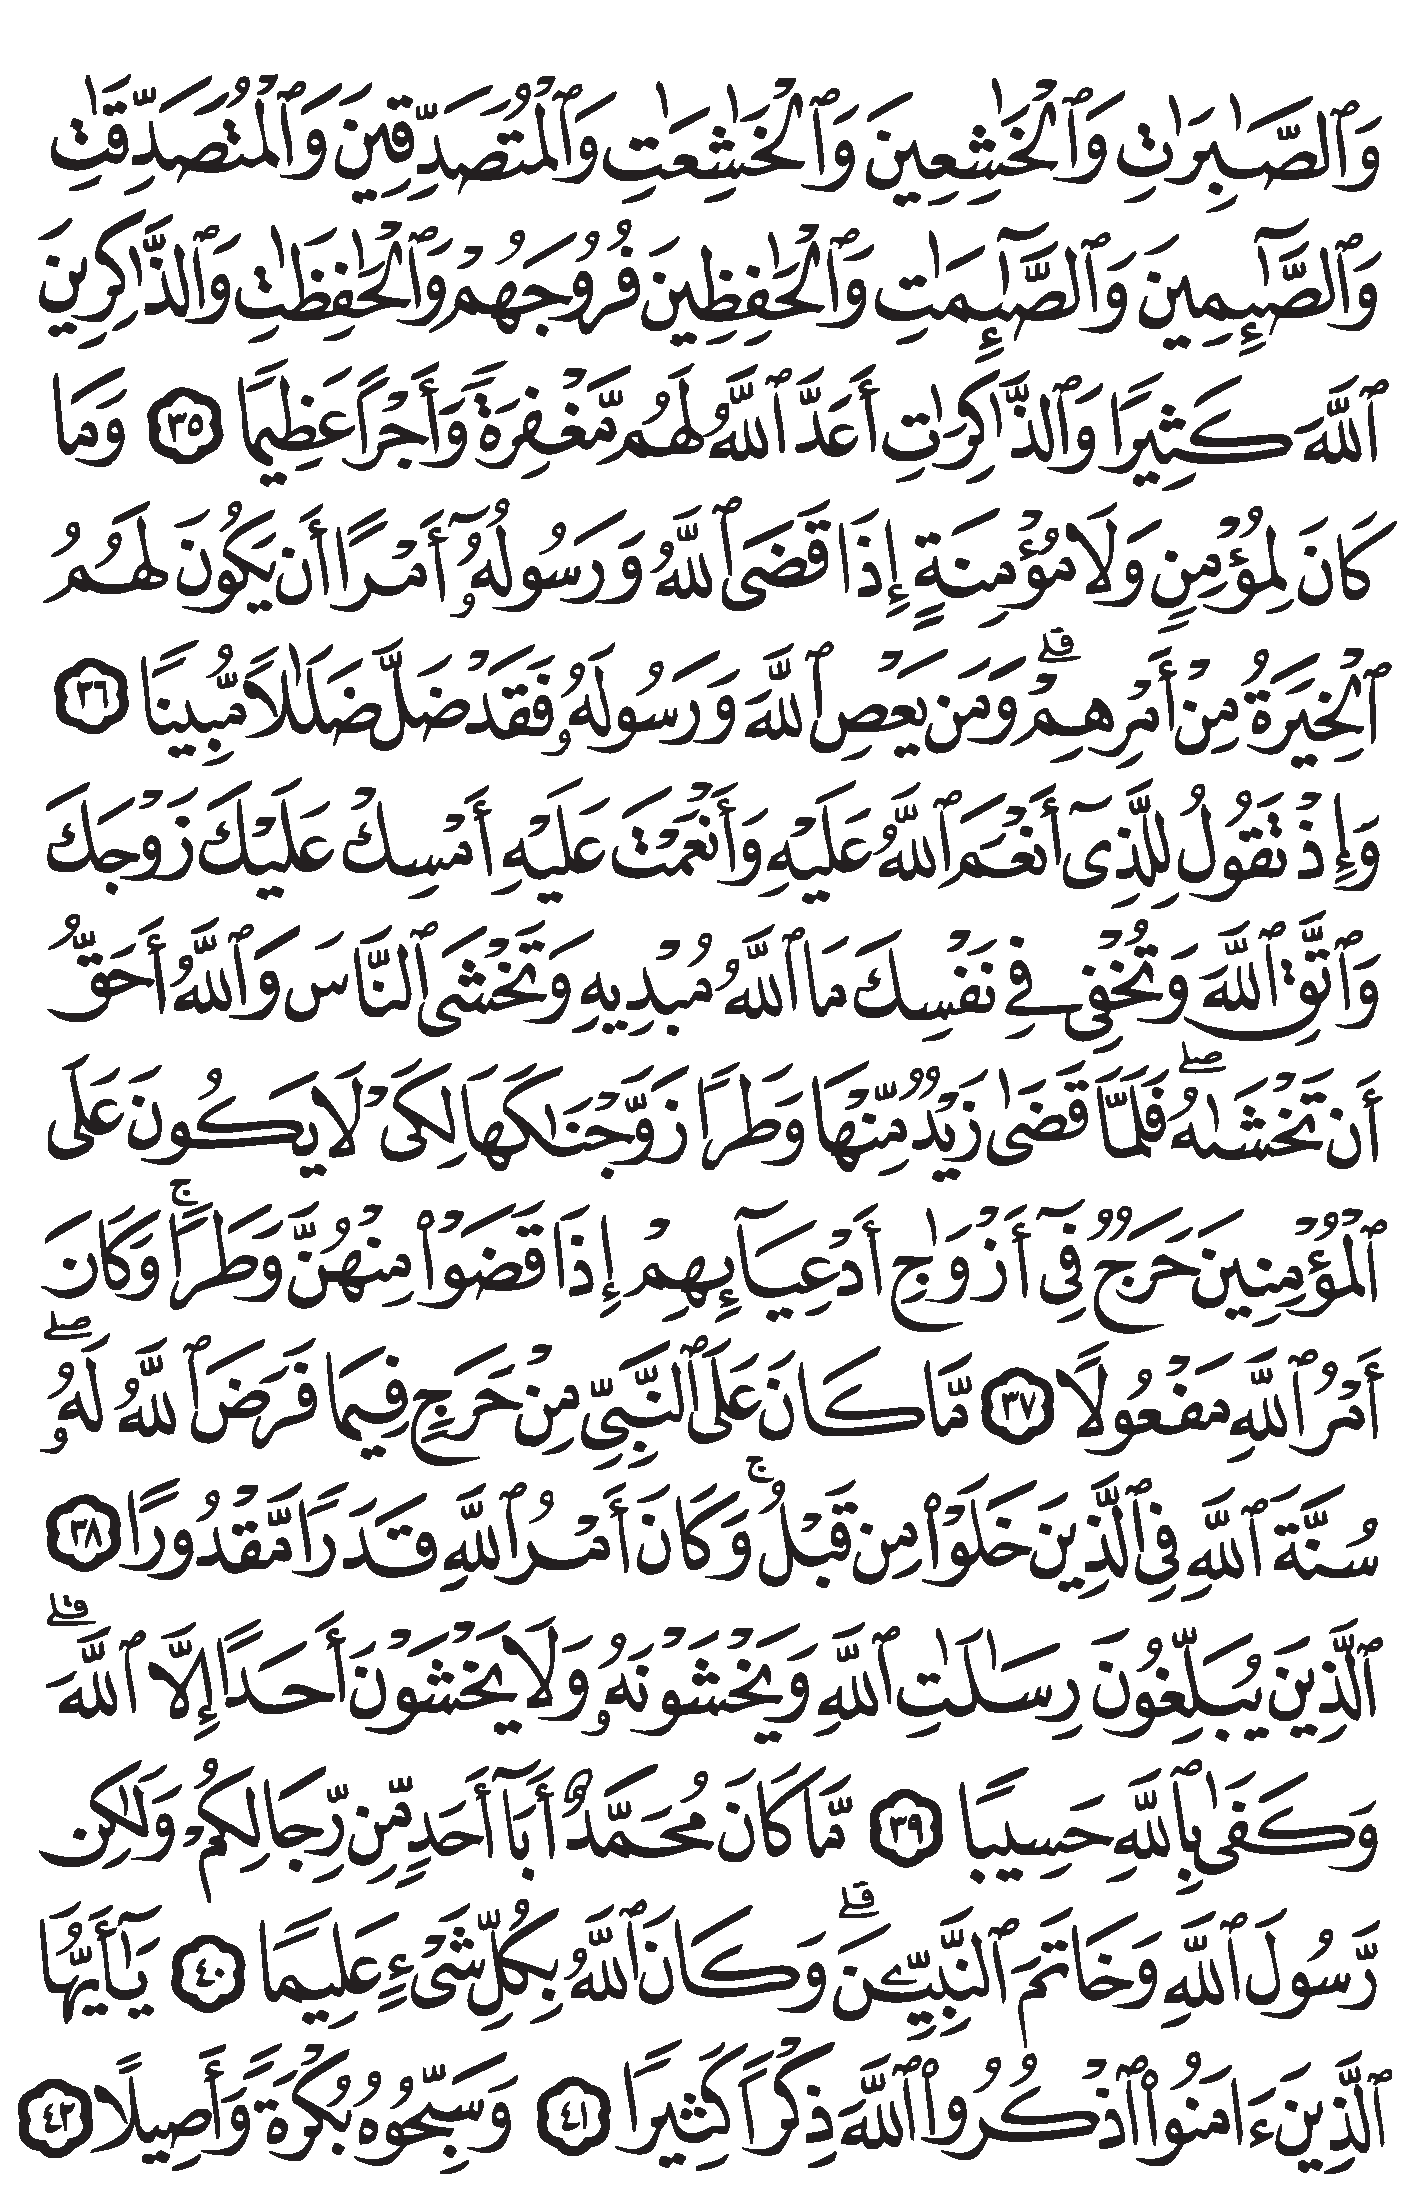 وَٱلصَّـٰبِرَٰتِ وَٱلۡخَٰشِعِينَ وَٱلۡخَٰشِعَٰتِ وَٱلۡمُتَصَدِّقِينَ وَٱلۡمُتَصَدِّقَٰتِ
وَٱلصَّـٰٓئِمِينَ وَٱلصَّـٰٓئِمَٰتِ وَٱلۡحَٰفِظِينَ فُرُوجَهُمۡ وَٱلۡحَٰفِظَٰتِ وَٱلذَّٰكِرِينَ
ٱللَّهَ كَثِيرٗا وَٱلذَّٰكِرَٰتِ أَعَدَّ ٱللَّهُ لَهُم مَّغۡفِرَةٗ وَأَجۡرًا عَظِيمٗا ٣٥ وَمَا
كَانَ لِمُؤۡمِنٖ وَلَا مُؤۡمِنَةٍ إِذَا قَضَى ٱللَّهُ وَرَسُولُهُۥٓ أَمۡرًا أَن يَكُونَ لَهُمُ
ٱلۡخِيَرَةُ مِنۡ أَمۡرِهِمۡۗ وَمَن يَعۡصِ ٱللَّهَ وَرَسُولَهُۥ فَقَدۡ ضَلَّ ضَلَٰلٗا مُّبِينٗا ٣٦
وَإِذۡ تَقُولُ لِلَّذِيٓ أَنۡعَمَ ٱللَّهُ عَلَيۡهِ وَأَنۡعَمۡتَ عَلَيۡهِ أَمۡسِكۡ عَلَيۡكَ زَوۡجَكَ
وَٱتَّقِ ٱللَّهَ وَتُخۡفِي فِي نَفۡسِكَ مَا ٱللَّهُ مُبۡدِيهِ وَتَخۡشَى ٱلنَّاسَ وَٱللَّهُ أَحَقُّ
أَن تَخۡشَىٰهُۖ فَلَمَّا قَضَىٰ زَيۡدٞ مِّنۡهَا وَطَرٗا زَوَّجۡنَٰكَهَا لِكَيۡ لَا يَكُونَ عَلَى
ٱلۡمُؤۡمِنِينَ حَرَجٞ فِيٓ أَزۡوَٰجِ أَدۡعِيَآئِهِمۡ إِذَا قَضَوۡاْ مِنۡهُنَّ وَطَرٗاۚ وَكَانَ
أَمۡرُ ٱللَّهِ مَفۡعُولٗا ٣٧ مَّا كَانَ عَلَى ٱلنَّبِيِّ مِنۡ حَرَجٖ فِيمَا فَرَضَ ٱللَّهُ لَهُۥۖ
سُنَّةَ ٱللَّهِ فِي ٱلَّذِينَ خَلَوۡاْ مِن قَبۡلُۚ وَكَانَ أَمۡرُ ٱللَّهِ قَدَرٗا مَّقۡدُورًا ٣٨
ٱلَّذِينَ يُبَلِّغُونَ رِسَٰلَٰتِ ٱللَّهِ وَيَخۡشَوۡنَهُۥ وَلَا يَخۡشَوۡنَ أَحَدًا إِلَّا ٱللَّهَۗ
وَكَفَىٰ بِٱللَّهِ حَسِيبٗا ٣٩ مَّا كَانَ مُحَمَّدٌ أَبَآ أَحَدٖ مِّن رِّجَالِكُمۡ وَلَٰكِن
رَّسُولَ ٱللَّهِ وَخَاتَمَ ٱلنَّبِيِّـۧنَۗ وَكَانَ ٱللَّهُ بِكُلِّ شَيۡءٍ عَلِيمٗا ٤٠ يَـٰٓأَيُّهَا
ٱلَّذِينَ ءَامَنُواْ ٱذۡكُرُواْ ٱللَّهَ ذِكۡرٗا كَثِيرٗا ٤١ وَسَبِّحُوهُ بُكۡرَةٗ وَأَصِيلًا ٤٢